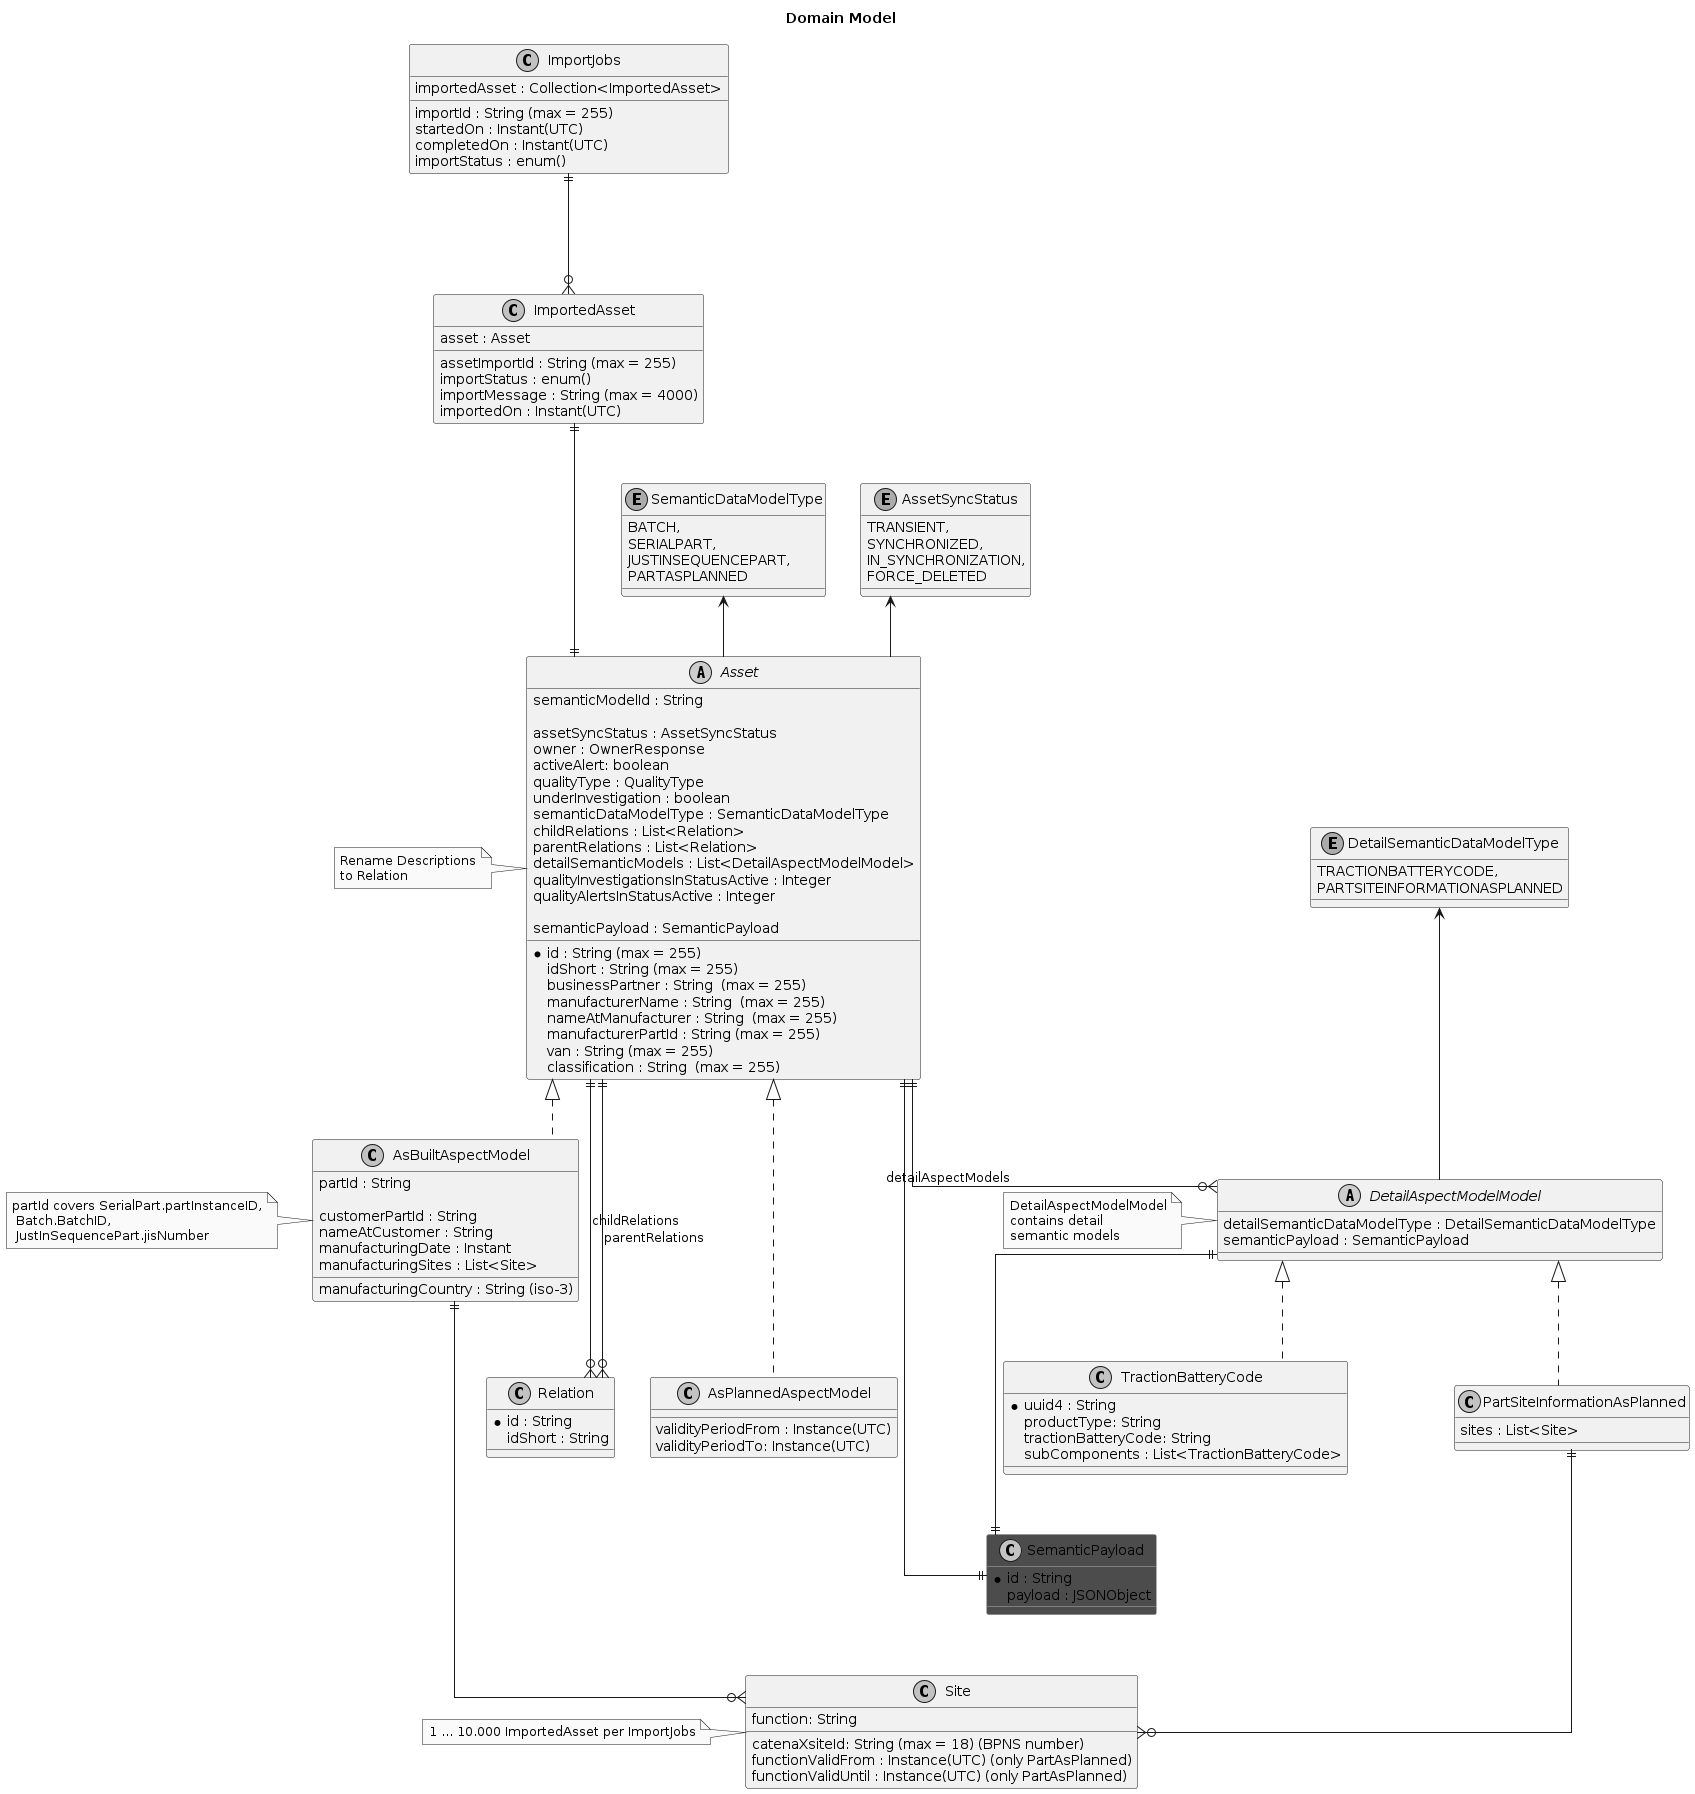 Domain Model
C ImportJobs
importedAsset : Collection<ImportedAsset>
importId : String (max = 255)
startedOn : Instant(UTC)
completedOn : Instant(UTC)
importStatus : enum()
C ImportedAsset
asset : Asset
assetImportId : String (max = 255)
importStatus : enum()
importMessage : String (max = 4000)
importedOn : Instant(UTC)
E SemanticDataModelType
BATCH,
SERIALPART,
JUSTINSEQUENCEPART,
PARTASPLANNED
E AssetSyncStatus
TRANSIENT,
SYNCHRONIZED,
IN_SYNCHRONIZATION,
FORCE_DELETED
A Asset
semanticModelId : String
assetSyncStatus : AssetSyncStatus
owner : OwnerResponse
activeAlert: boolean
qualityType : QualityType
underInvestigation : boolean
semanticDataModelType : SemanticDataModelType
childRelations : List<Relation>
parentRelations : List<Relation>
detailSemanticModels : List<DetailAspectModelModel>
qualityInvestigationsInStatusActive : Integer
qualityAlertsInStatusActive : Integer
semanticPayload : SemanticPayload
id : String (max = 255)
idShort : String (max = 255)
businessPartner : String  (max = 255)
manufacturerName : String  (max = 255)
nameAtManufacturer : String  (max = 255)
manufacturerPartId : String (max = 255)
van : String (max = 255)
classification : String  (max = 255)
Rename Descriptions
to Relation
E DetailSemanticDataModelType
TRACTIONBATTERYCODE,
PARTSITEINFORMATIONASPLANNED
C AsBuiltAspectModel
partId : String
customerPartId : String
nameAtCustomer : String
manufacturingDate : Instant
manufacturingSites : List<Site>
manufacturingCountry : String (iso-3)
partId covers SerialPart.partInstanceID,
Batch.BatchID,
JustInSequencePart.jisNumber
childRelations
parentRelations
detailAspectModels
DetailAspectModelModel
contains detail
semantic models
A DetailAspectModelModel
detailSemanticDataModelType : DetailSemanticDataModelType
semanticPayload : SemanticPayload
C Relation
id : String
idShort : String
C AsPlannedAspectModel
validityPeriodFrom : Instance(UTC)
validityPeriodTo: Instance(UTC)
C TractionBatteryCode
uuid4 : String
productType: String
tractionBatteryCode: String
subComponents : List<TractionBatteryCode>
C PartSiteInformationAsPlanned
sites : List<Site>
C SemanticPayload
id : String
payload : JSONObject
C Site
function: String
catenaXsiteId: String (max = 18) (BPNS number)
functionValidFrom : Instance(UTC) (only PartAsPlanned)
functionValidUntil : Instance(UTC) (only PartAsPlanned)
1 ... 10.000 ImportedAsset per ImportJobs